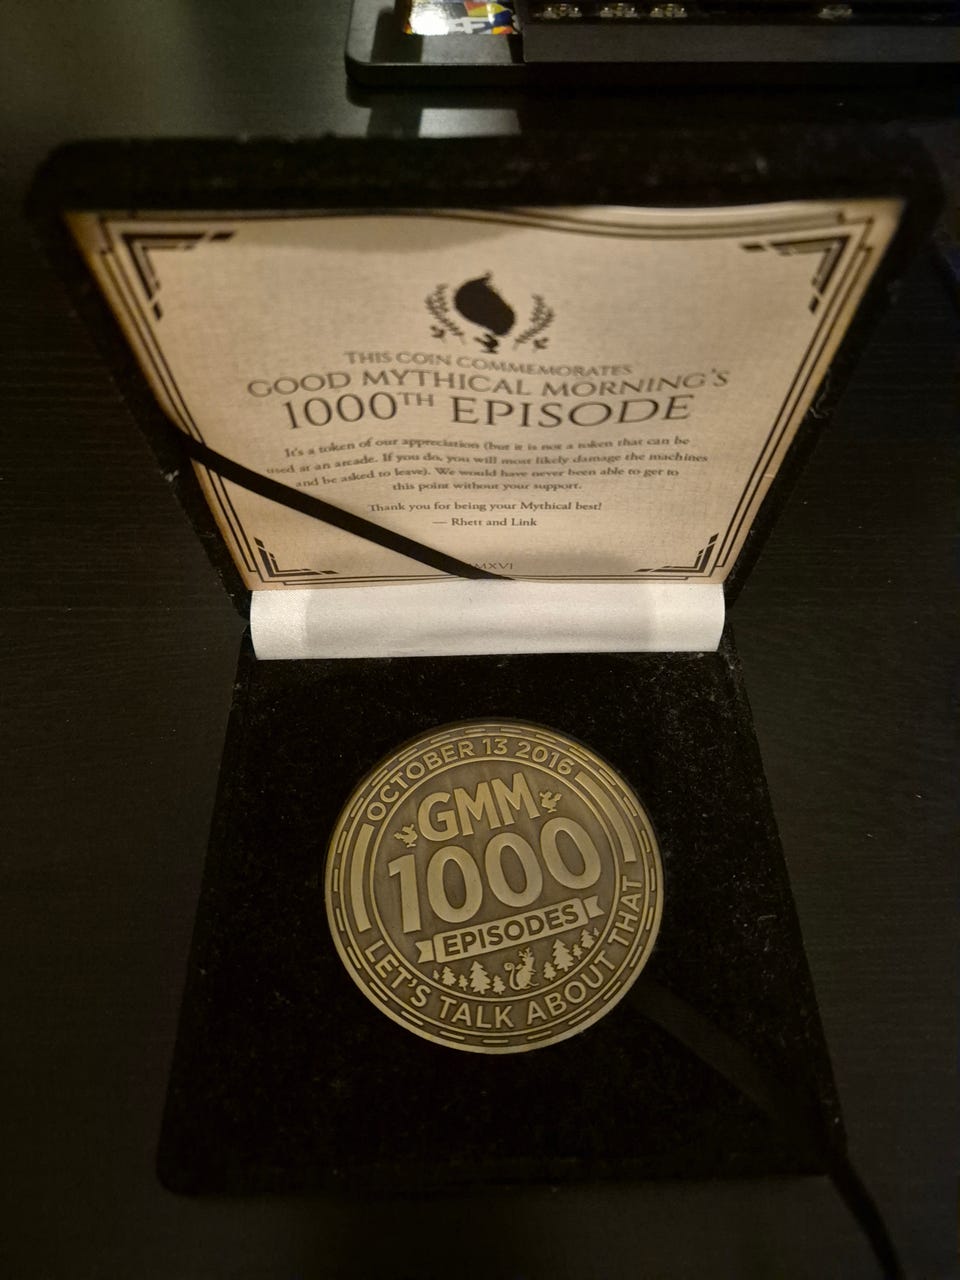 THIS COIN COMMEMORATES
GOOD MYTHICAL MORNING'S
1000TH EPISODE
It's a token of our appreciation (but it is not a token that can be
used at an arcade. If you do, you will most likely damage the machines
and be asked to leave). We would have never been able to get to
this point without your support.
Thank you for being your Mythical best!
— Rhett and Link
OCTOBER 13 2016
GMM
1000
EPISODES
LET'S TALK ABOUT THAT